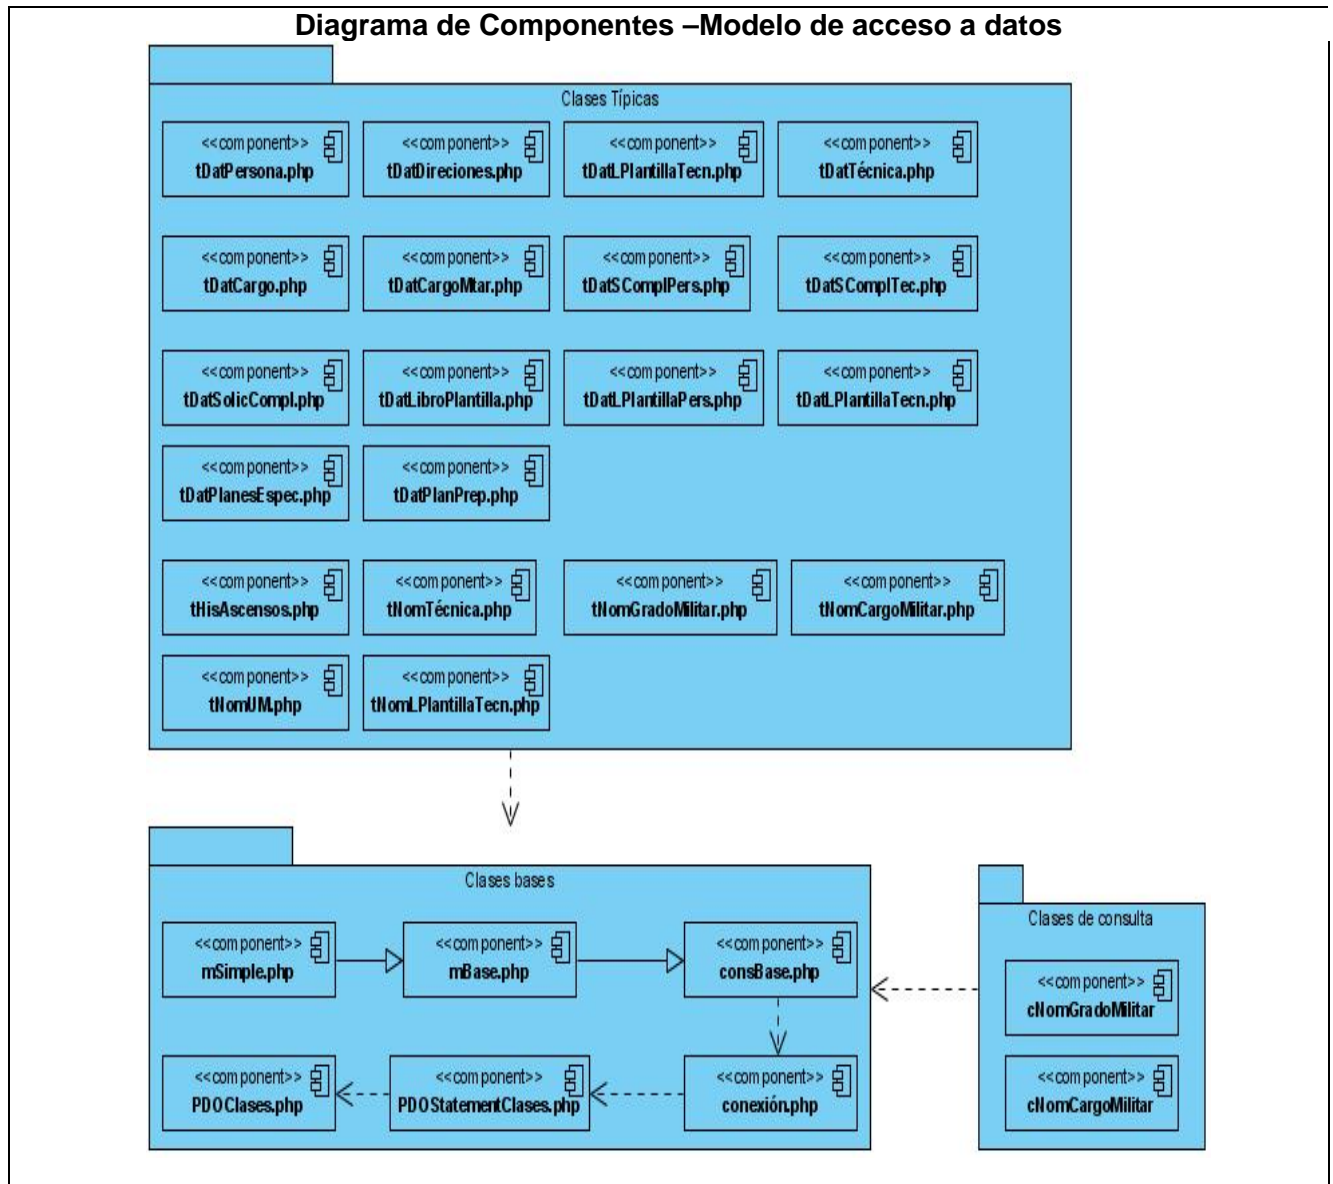 Diagrama de Componentes –Modelo de acceso a datos
Clases Típicas
<<component>>
tDatPersona.php
<<component>>
tDatDireciones.php
<<component>>
tDatLPlantillaTecn.php
<<component>>
tDatTécnica.php
<<component>>
tDatCargo.php
<<component>>
tDatCargoMtar.php
<<component>>
tDatSComplPers.php
<<component>>
tDatSComplTec.php
<<component>>
tDatSolicCompl.php
<<component>>
tDatLibroPlantilla.php
<<component>>
tDatLPlantillaPers.php
<<component>>
tDatLPlantillaTecn.php
<<component>>
tDatPlanesEspec.php
<<component>>
tDatPlanPrep.php
<<component>>
tHisAscensos.php
<<component>>
tNomTécnica.php
<<component>>
tNomGradoMilitar.php
<<component>>
tNomCargoMilitar.php
<<component>>
tNomUM.php
<<component>>
tNomLPlantillaTecn.php
Clases bases
<<component>>
mSimple.php
<<component>>
mBase.php
<<component>>
consBase.php
<<component>>
PDOClases.php
<<component>>
PDOStatementClases.php
<<component>>
conexión.php
Clases de consulta
<<component>>
cNomGradoMilitar
<<component>>
cNomCargoMilitar